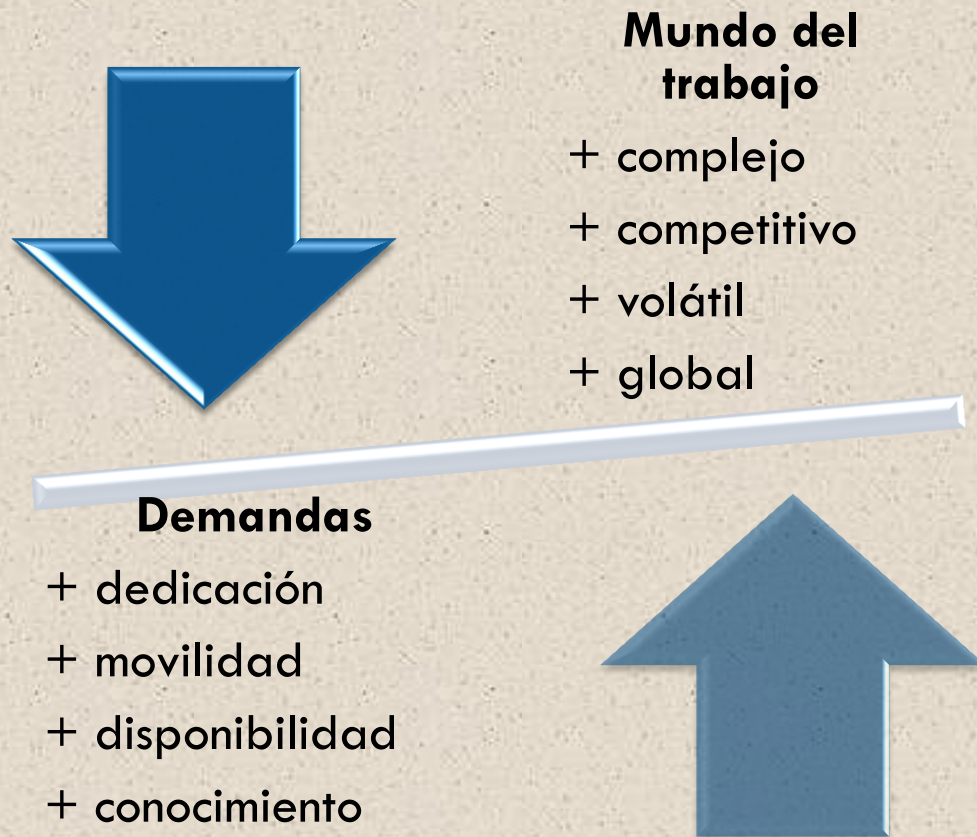 Mundo del
trabajo
+ complejo
+ competitivo
+ volátil
+ global
Demandas
+ dedicación
+ movilidad
+ disponibilidad
+ conocimiento